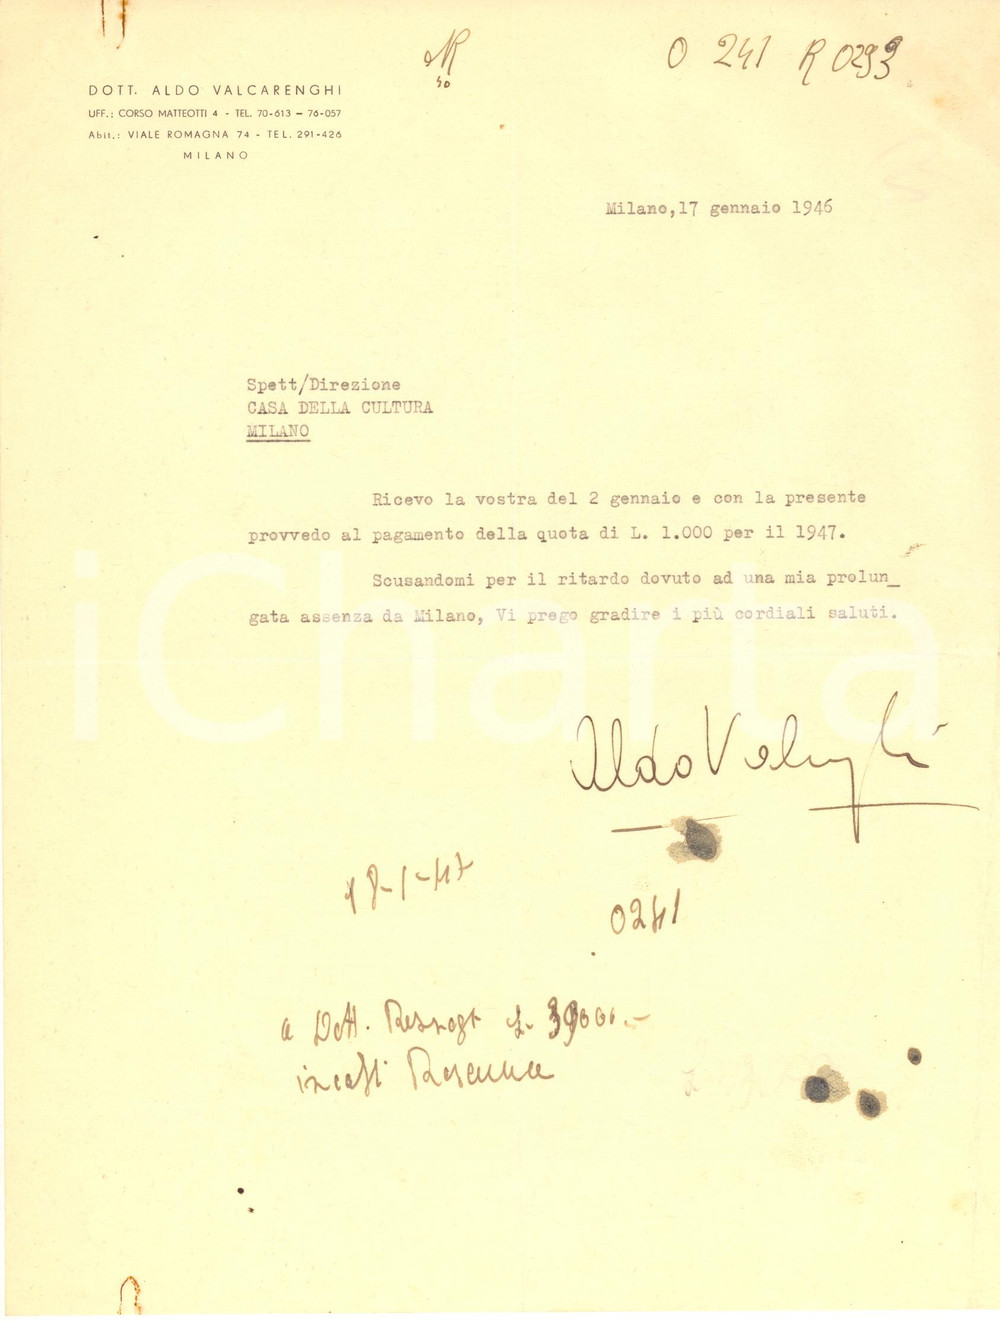 O 241 R 0293
DOTT. ALDO VALCARENGHI
UFF.: CORSO MATTEOTTI 4 - TEL. 70-613 — 76-057
Abit.: VIALE ROMAGNA 74 - TEL. 291-426
MILANO
Milano,17 gennaio 1946
Spett/Direzione
CASA DELLA CULTURA
MILANO
Ricevo la vostra del 2 gennaio e con la presente
provvedo al pagamento della quota di L. 1.000 per il 1947.
Scusandomi per il ritardo dovuto ad una mia prolun_
gata assenza da Milano, Vi prego gradire i più cordiali saluti.
iCharta
Aldo Valcarenghi
18-1-47
0241
a Dott.